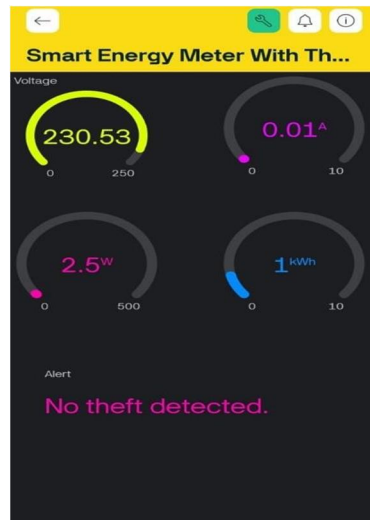 Smart Energy Meter With Th...
Voltage
230.53
0 250
0.01A
0 10
2.5W
0 500
1kWh
0 10
Alert
No theft detected.